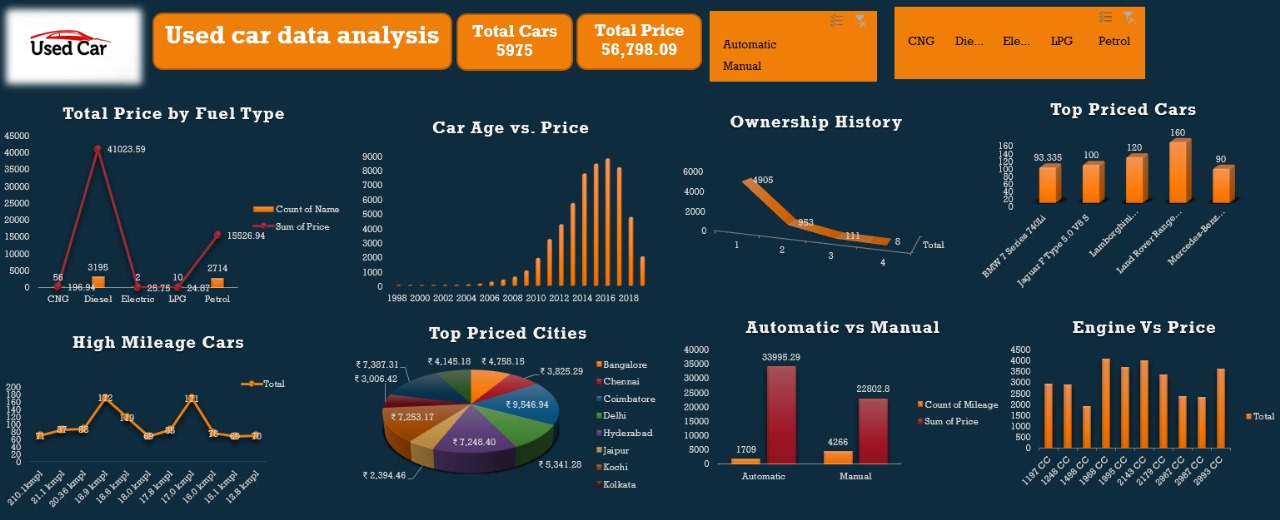 Used Car
Used car data analysis
Total Cars
5975
Total Price
56,798.09
Automatic
Manual
CNG Die... Ele... LPG Petrol
Total Price by Fuel Type
45000
40000
35000
30000
25000
20000
15000
10000
5000
0
41023.59
15526.94
56
196.94
3195
2
25.75
10
24.87
2714
CNG Diesel Electric LPG Petrol
Count of Name
Sum of Price
Car Age vs. Price
9000
8000
7000
6000
5000
4000
3000
2000
1000
0
1998 2000 2002 2004 2006 2008 2010 2012 2014 2016 2018
Ownership History
6000
4000
2000
0
4905
953
111
8
1 2 3 4
Total
Top Priced Cars
160
140
120
100
80
60
40
20
0
93.335 100 120 160 90
BMW 7 Series 740Li
Jaguar F Type 5.0 V8 S
Lamborghini...
Land Rover Range...
Mercedes-Benz...
High Mileage Cars
Total
200
180
160
140
120
100
80
60
40
20
0
71 87 88 172 119 69 85 171 76 69 70
210.1kmpl
21.1 kmpl
20.36 kmpl
18.9 kmpl
18.6 kmpl
18.0 kmpl
17.8 kmpl
17.0 kmpl
16.0 kmpl
15.1 kmpl
12.8 kmpl
Top Priced Cities
₹ 4,758.15
₹ 3,825.29
₹ 9,546.94
₹ 5,341.28
₹ 7,248.40
₹ 2,394.46
₹ 7,253.17
₹ 3,006.42
₹ 7,387.31
₹ 4,145.18
Bangalore
Chennai
Coimbatore
Delhi
Hyderabad
Jaipur
Kochi
Kolkata
Automatic vs Manual
40000
35000
30000
25000
20000
15000
10000
5000
0
1709
33995.29
4266
22802.8
Automatic Manual
Count of Mileage
Sum of Price
Engine Vs Price
4500
4000
3500
3000
2500
2000
1500
1000
500
0
1197 CC
1248 CC
1498 CC
1968 CC
1995 CC
2143 CC
2179 CC
2967 CC
2987 CC
2993 CC
Total